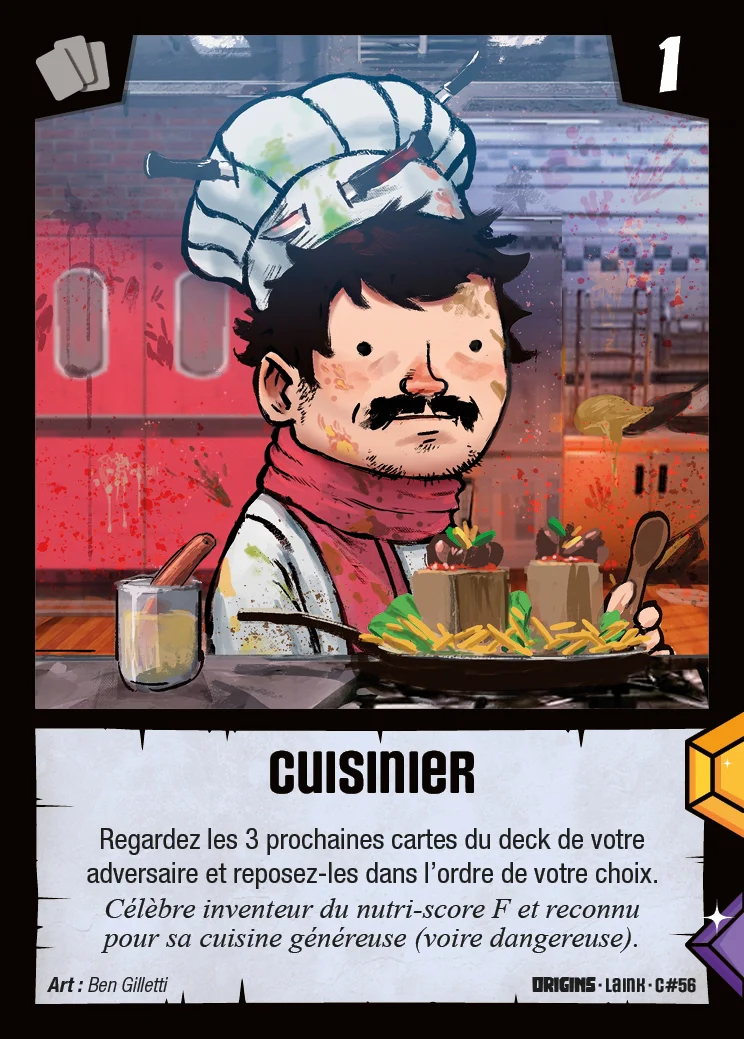 1
CUISINIER
Regardez les 3 prochaines cartes du deck de votre
adversaire et reposez-les dans l'ordre de votre choix.
Célèbre inventeur du nutri-score F et reconnu
pour sa cuisine généreuse (voire dangereuse).
Art : Ben Gilletti
ORIGINS · LAINK · C#56